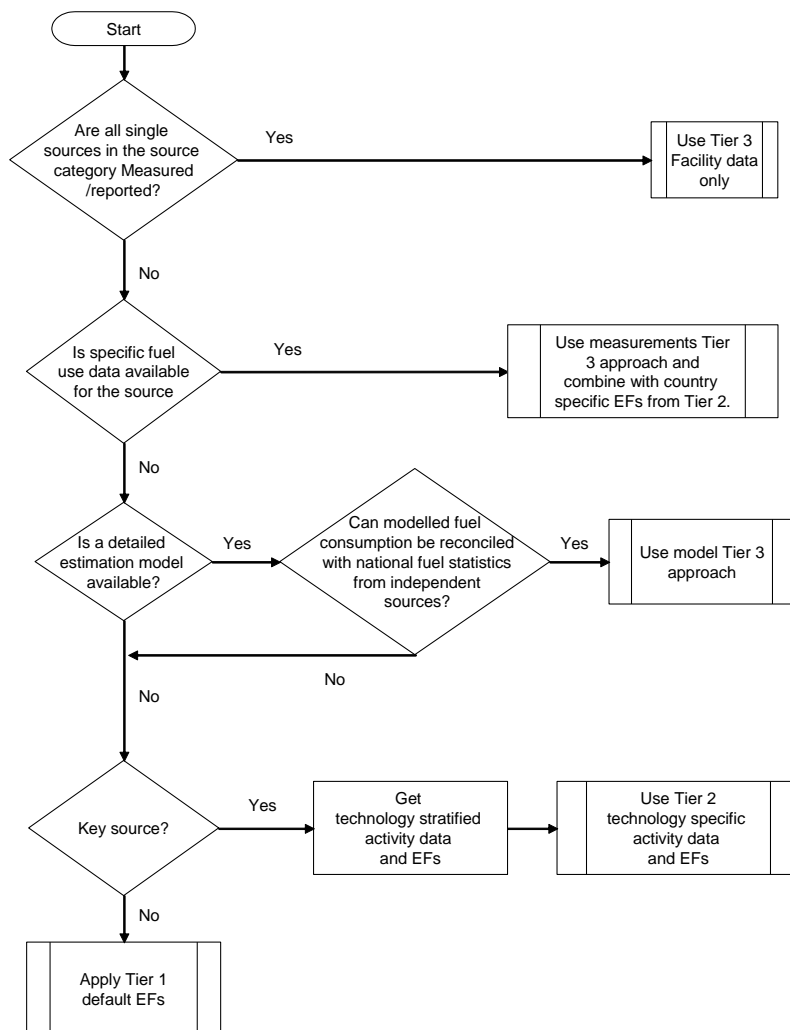 Start
Are all single
sources in the source
category Measured
/reported?
Yes
Use Tier 3
Facility data
only
No
Is specific fuel
use data available
for the source
Yes
Use measurements Tier
3 approach and
combine with country
specific EFs from Tier 2.
No
Is a detailed
estimation model
available?
Yes
Can modelled fuel
consumption be reconciled
with national fuel statistics
from independent
sources?
Yes
Use model Tier 3
approach
No
No
Key source?
Yes
Get
technology stratified
activity data
and EFs
Use Tier 2
technology specific
activity data
and EFs
No
Apply Tier 1
default EFs